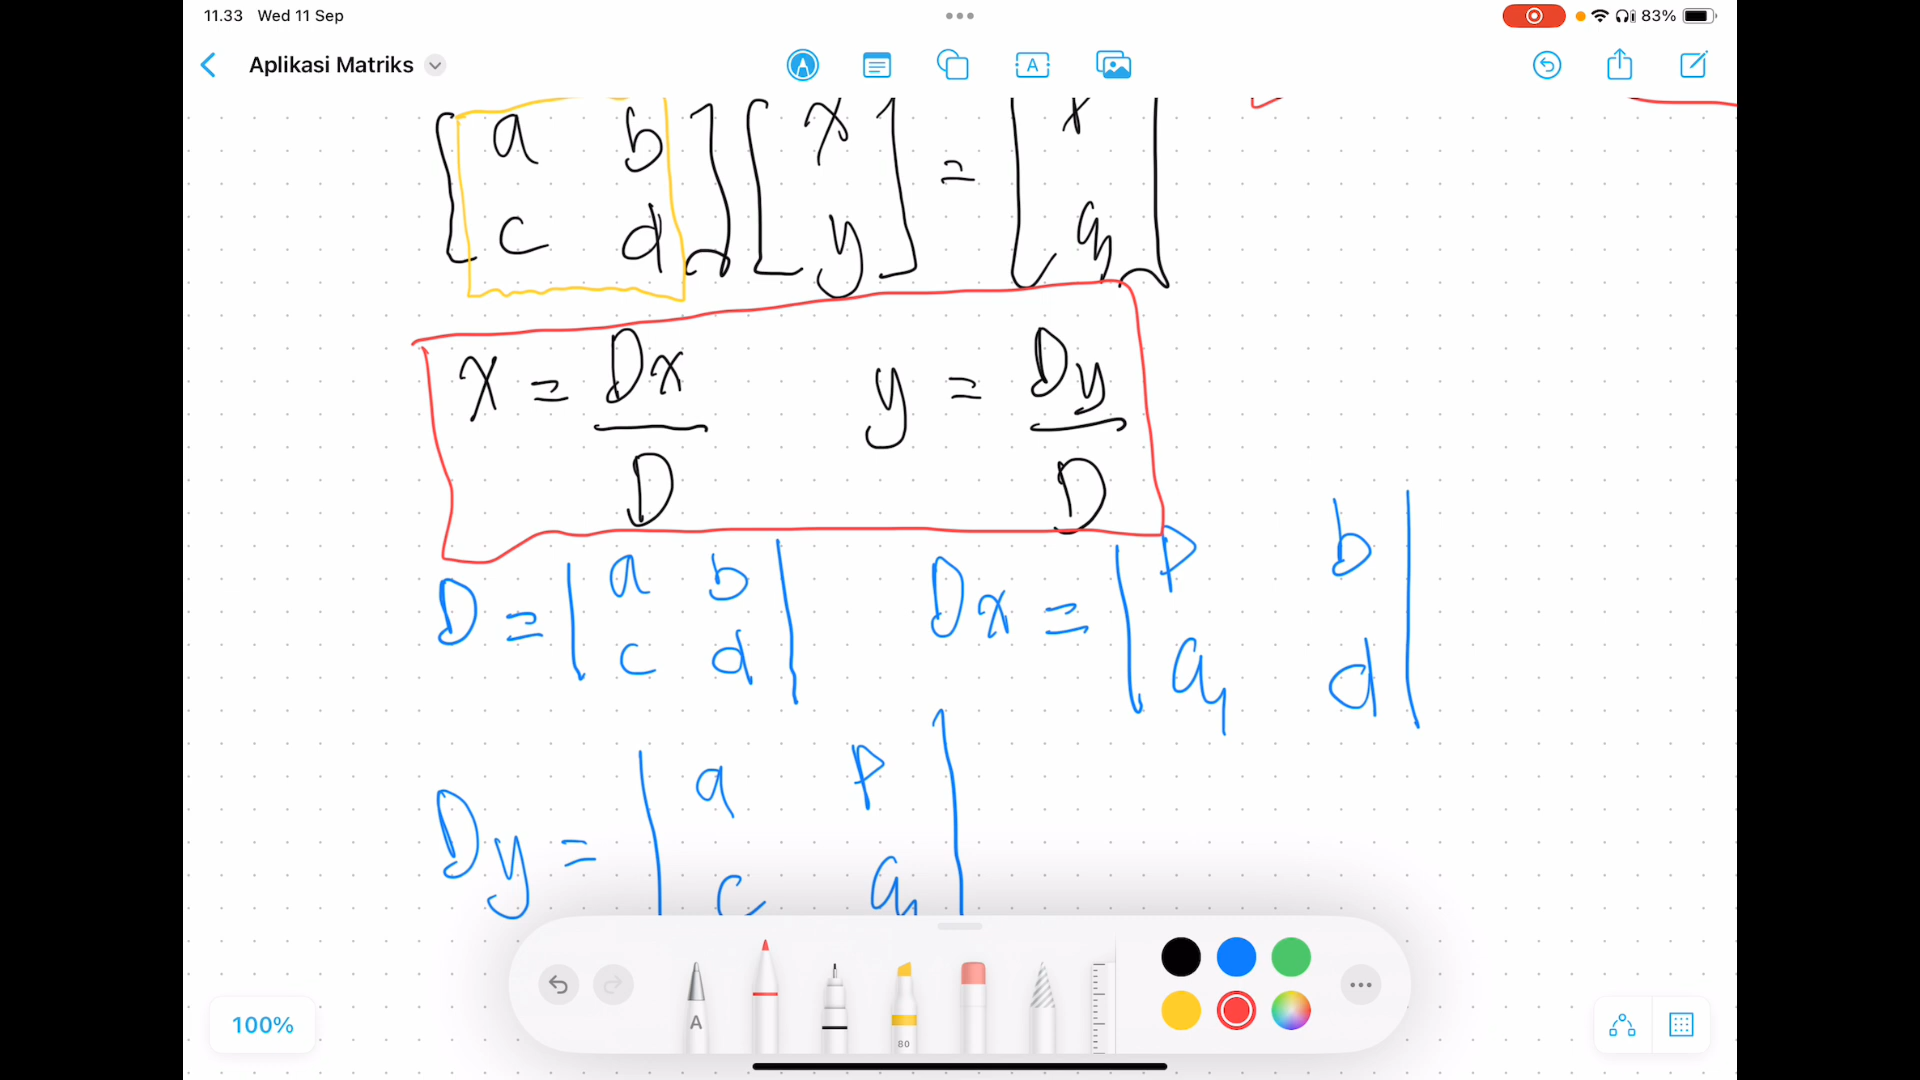 11.33 Wed 11 Sep
83%
Aplikasi Matriks
A
[a b] [x] = [
[c d] [y] = [q]
x = Dx/D y = Dy/D
D = |a b| Dx = |p b|
|c d| |q d|
Dy = |a p|
|c q|
A
80
100%